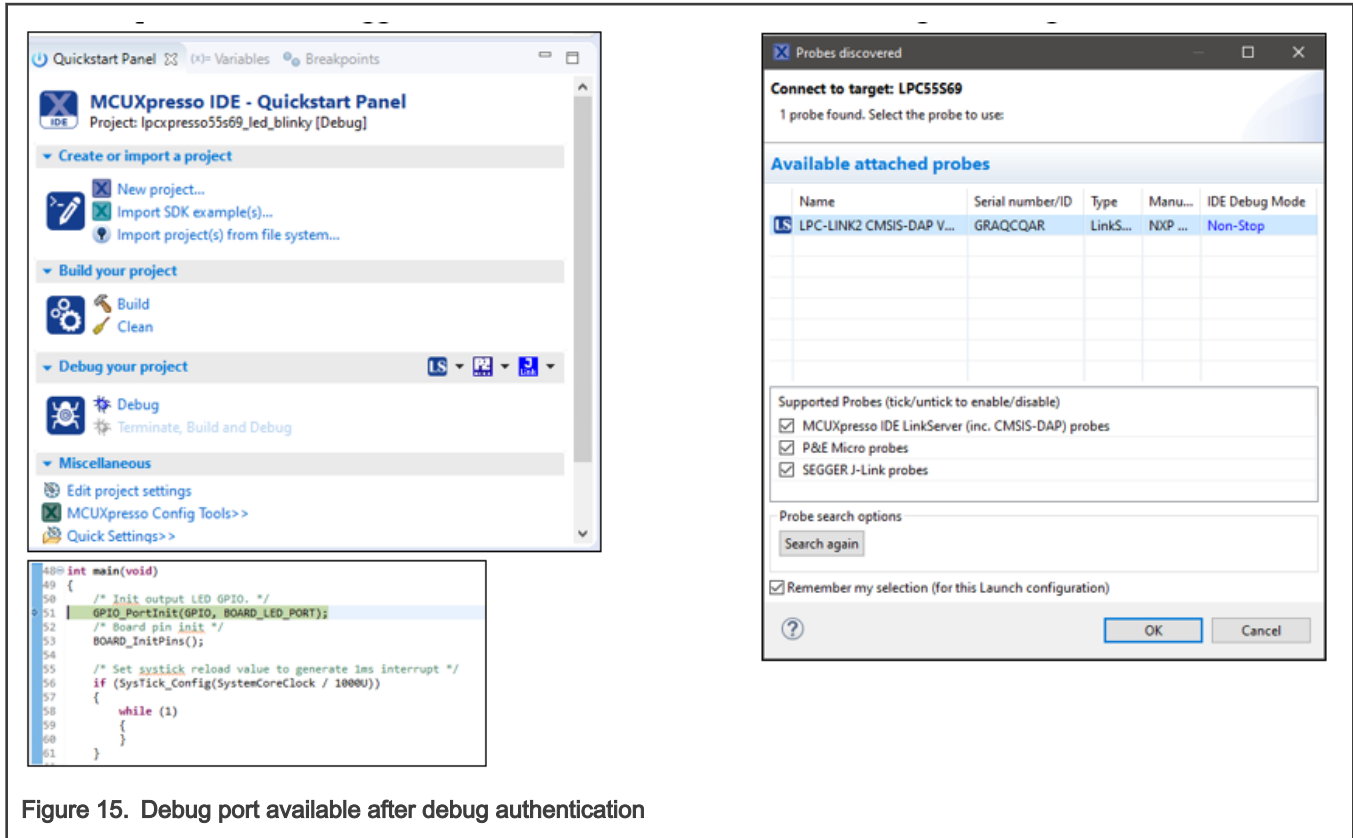 Quickstart Panel (x)= Variables Breakpoints
MCUXpresso IDE - Quickstart Panel
IDE
Project: lpcxpresso55s69_led_blinky [Debug]
Create or import a project
New project...
Import SDK example(s)...
Import project(s) from file system...
Build your project
Build
Clean
Debug your project
LS
Debug
Terminate, Build and Debug
Miscellaneous
Edit project settings
MCUXpresso Config Tools>>
Quick Settings>>
48 int main(void)
49 {
50 /* Init output LED GPIO. */
51 GPIO_PortInit(GPIO, BOARD_LED_PORT);
52 /* Board pin init */
53 BOARD_InitPins();
54
55 /* Set systick reload value to generate 1ms interrupt */
56 if (SysTick_Config(SystemCoreClock / 1000U))
57 {
58 while (1)
59 {
60 }
61 }
Probes discovered
Connect to target: LPC55S69
1 probe found. Select the probe to use:
Available attached probes
Name Serial number/ID Type Manu... IDE Debug Mode
LS LPC-LINK2 CMSIS-DAP V... GRAQCQAR LinkS... NXP ... Non-Stop
Supported Probes (tick/untick to enable/disable)
MCUXpresso IDE LinkServer (inc. CMSIS-DAP) probes
P&E Micro probes
SEGGER J-Link probes
Probe search options
Search again
Remember my selection (for this Launch configuration)
? OK Cancel
Figure 15. Debug port available after debug authentication